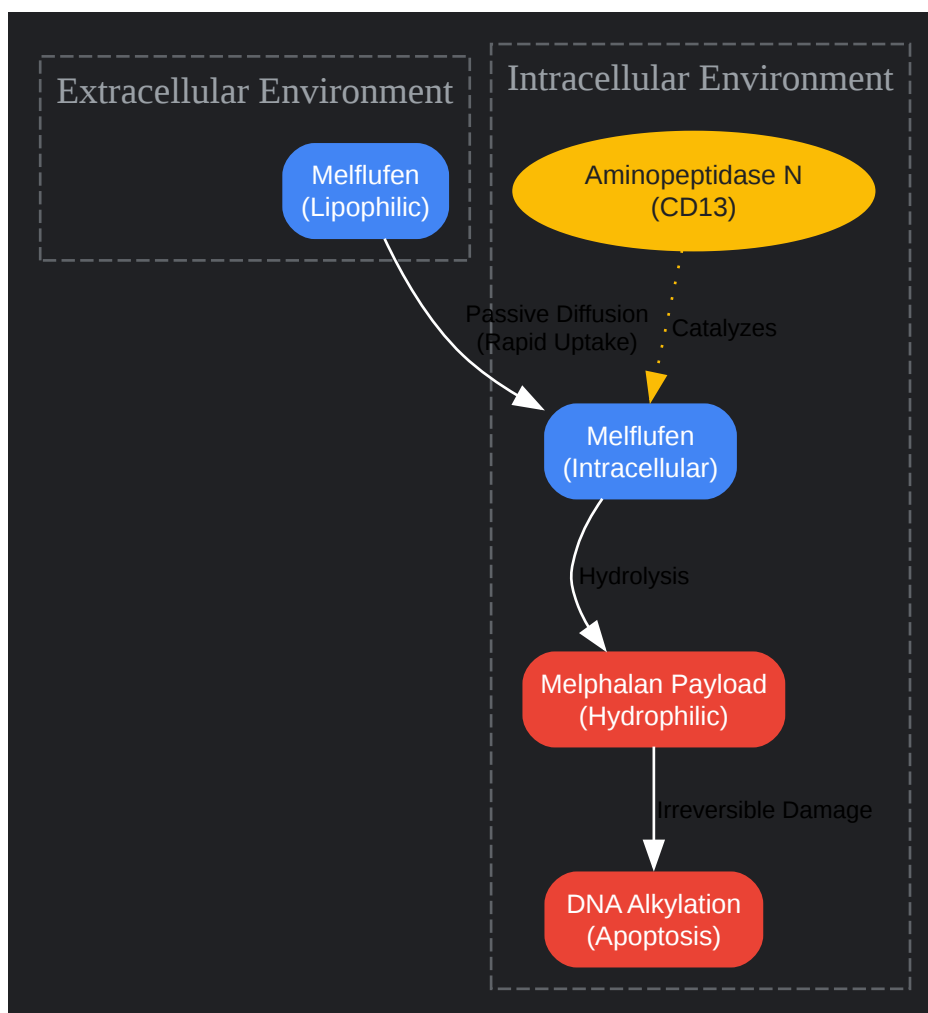 Extracellular Environment
Intracellular Environment
Melflufen
(Lipophilic)
Aminopeptidase N
(CD13)
Passive Diffusion
(Rapid Uptake)
Catalyzes
Melflufen
(Intracellular)
Hydrolysis
Melphalan Payload
(Hydrophilic)
Irreversible Damage
DNA Alkylation
(Apoptosis)